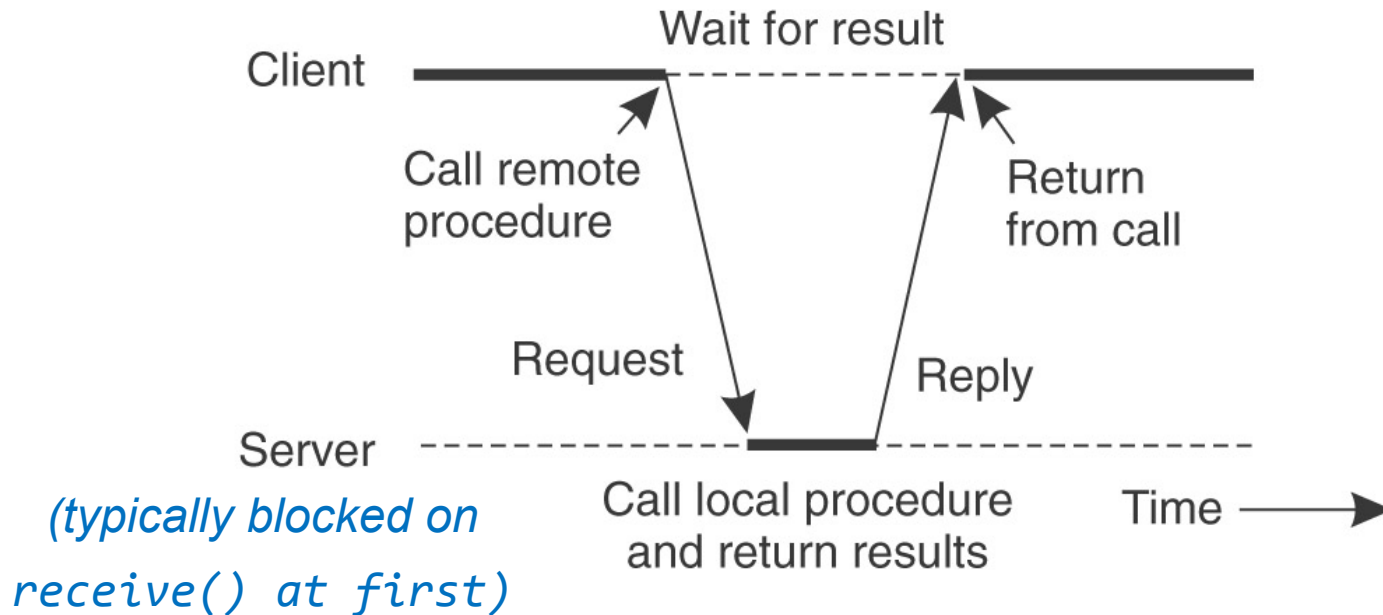 Wait for result
Client
Call remote
procedure
Return
from call
Request
Reply
Server
(typically blocked on
receive() at first)
Call local procedure
and return results
Time